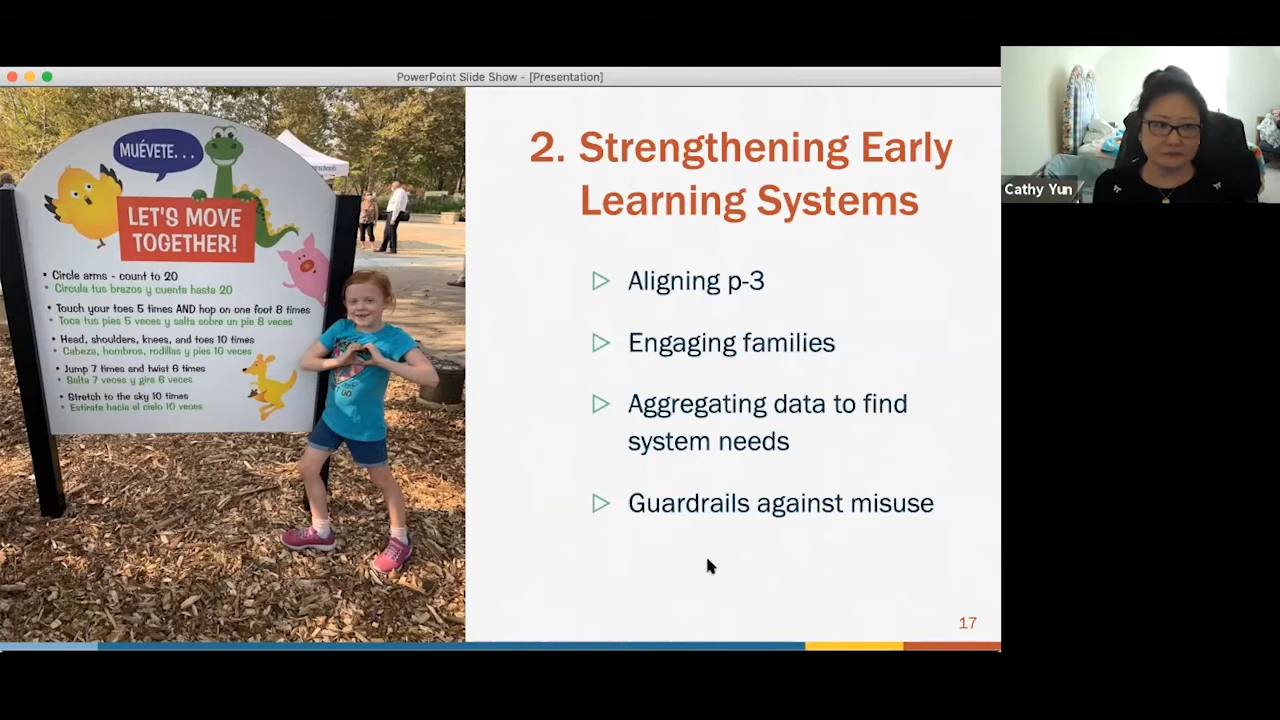 PowerPoint Slide Show - [Presentation]
MUÉVETE...
LET'S MOVE
TOGETHER!
• Circle arms - count to 20
• Circula tus brazos y cuenta hasta 20
• Touch your toes 5 times AND hop on one foot 8 times
• Toca tus pies 5 veces y salta sobre un pie 8 veces
• Head, shoulders, knees, and toes 10 times
• Cabeza, hombros, rodillas y pies 10 veces
• Jump 7 times and twist 6 times
• Salta 7 veces y gira 6 veces
• Stretch to the sky 10 times
• Estirate hacia el cielo 10 veces
2. Strengthening Early
Learning Systems
Aligning p-3
Engaging families
Aggregating data to find
system needs
Guardrails against misuse
17
Cathy Yun